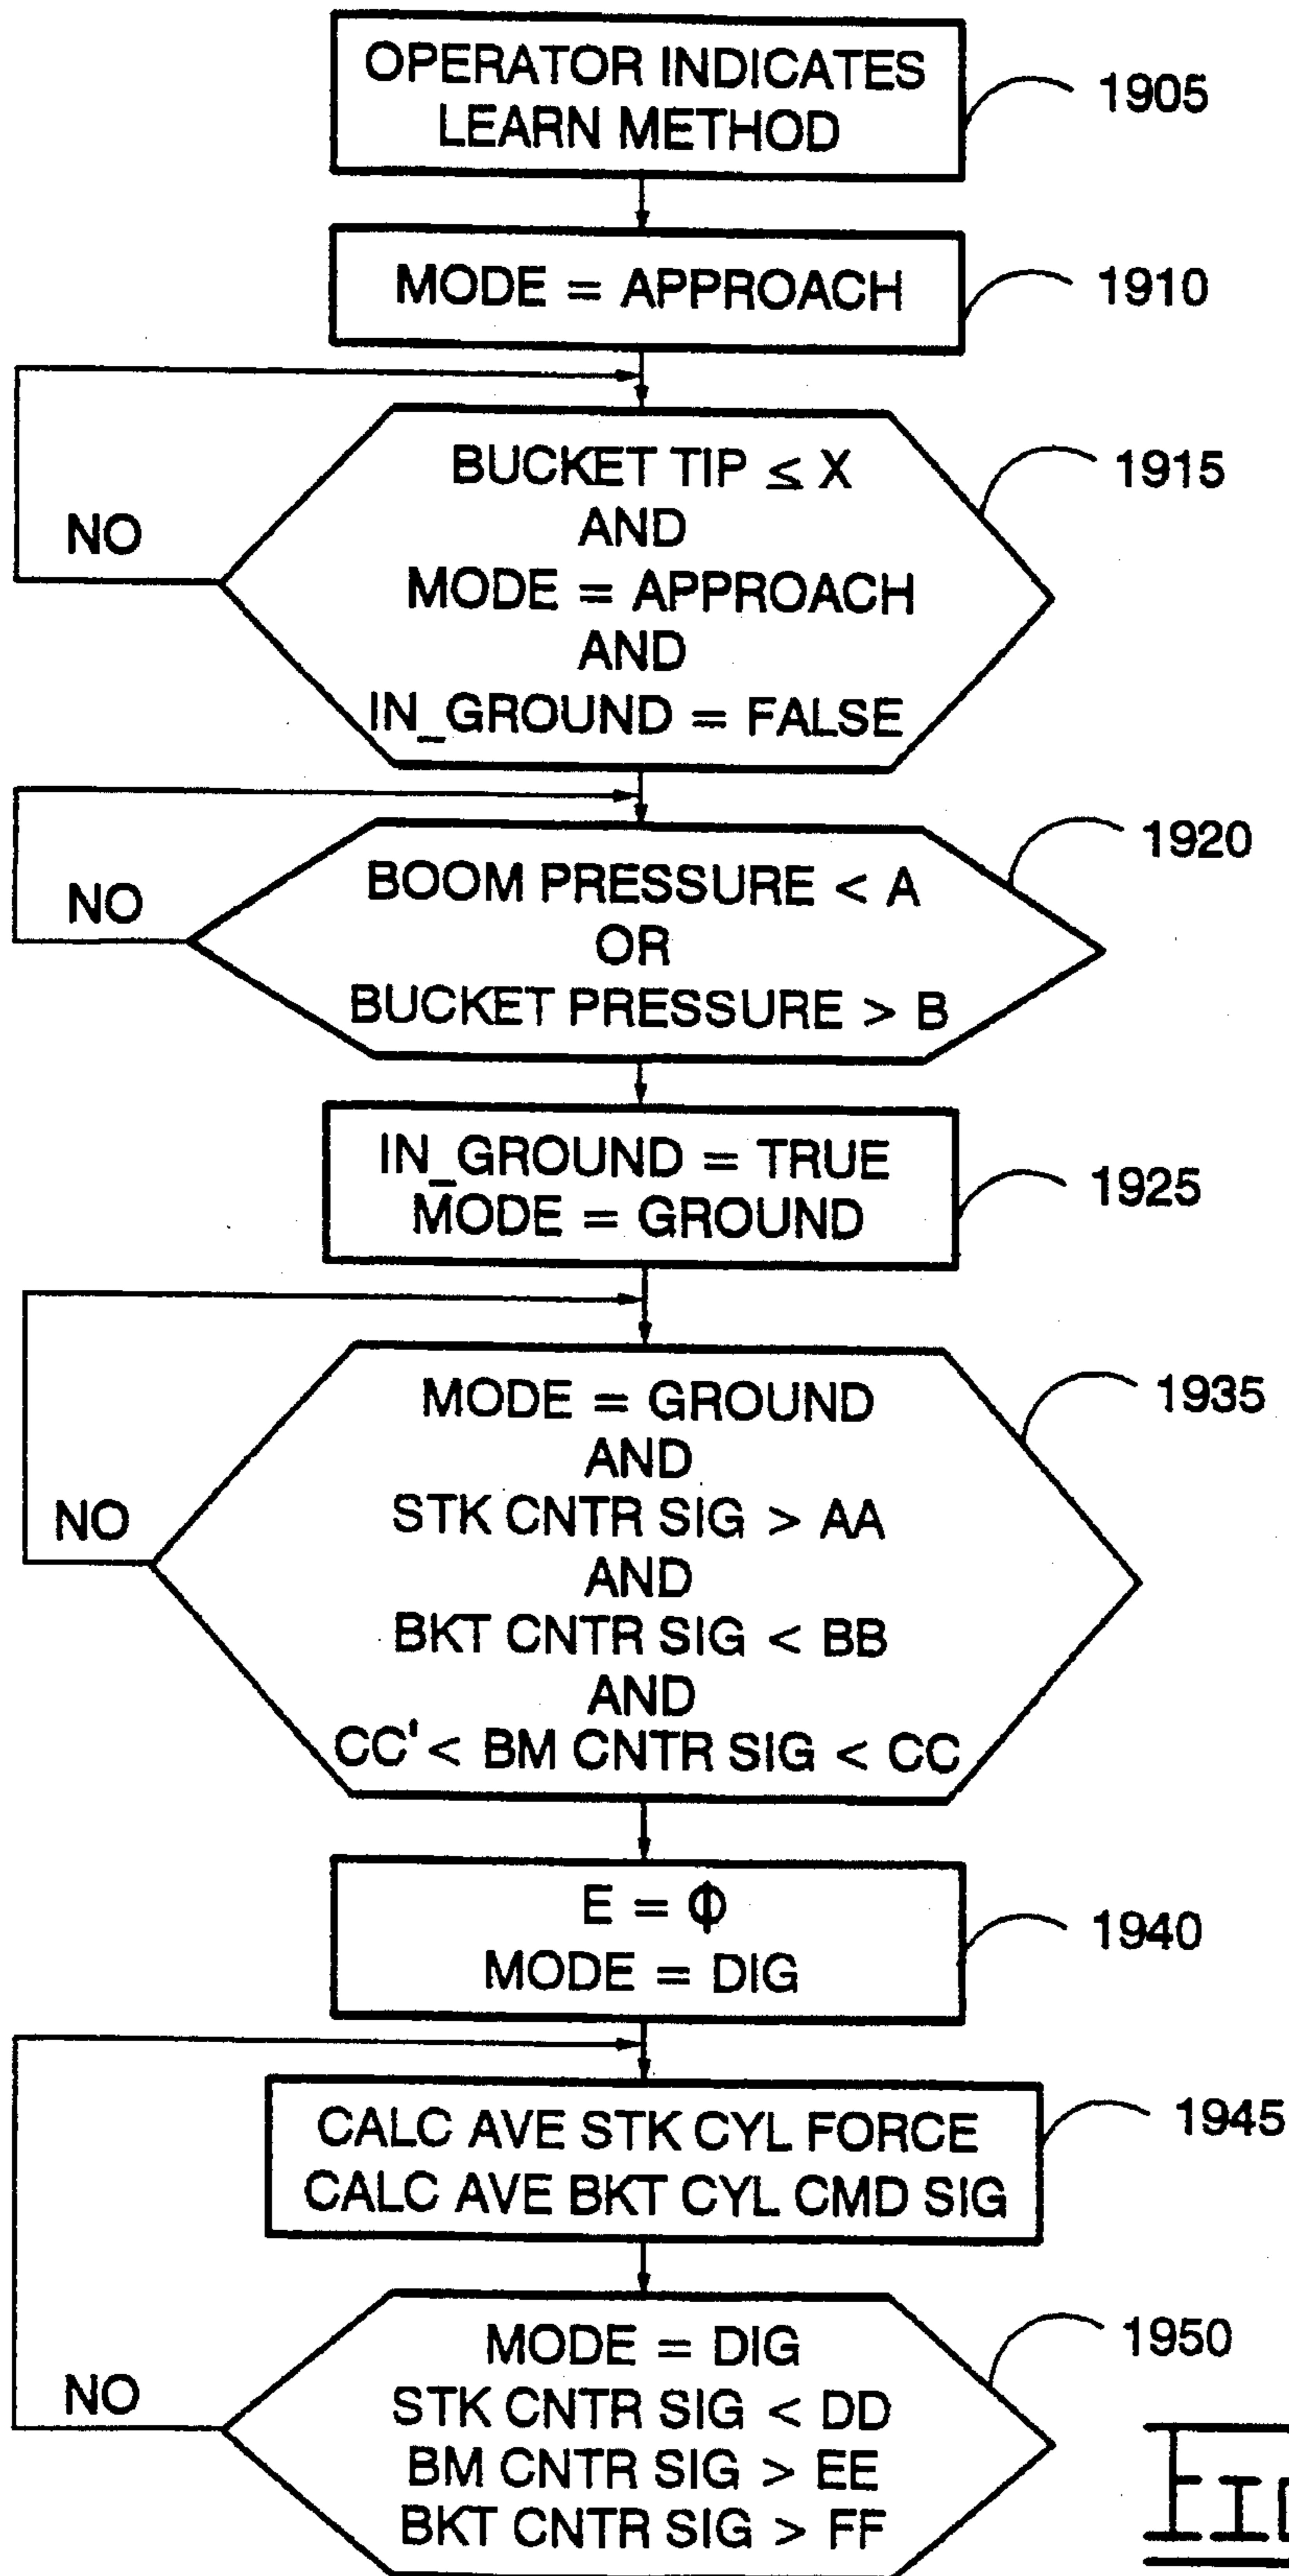 OPERATOR INDICATES
LEARN METHOD
1905
MODE = APPROACH
1910
BUCKET TIP ≤ X
AND
MODE = APPROACH
AND
IN_GROUND = FALSE
1915
NO
BOOM PRESSURE < A
OR
BUCKET PRESSURE > B
1920
NO
IN_GROUND = TRUE
MODE = GROUND
1925
MODE = GROUND
AND
STK CNTR SIG > AA
AND
BKT CNTR SIG < BB
AND
CC' < BM CNTR SIG < CC
1935
NO
E = Φ
MODE = DIG
1940
CALC AVE STK CYL FORCE
CALC AVE BKT CYL CMD SIG
1945
MODE = DIG
STK CNTR SIG < DD
BM CNTR SIG > EE
BKT CNTR SIG > FF
1950
NO